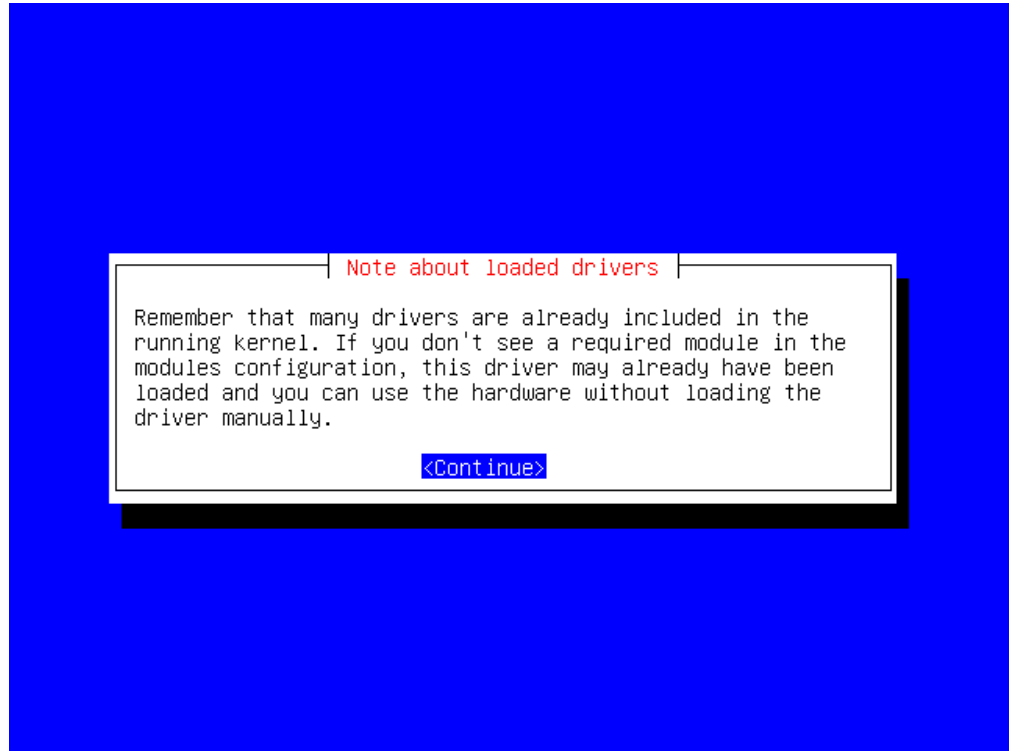 Note about loaded drivers
Remember that many drivers are already included in the
running kernel. If you don't see a required module in the
modules configuration, this driver may already have been
loaded and you can use the hardware without loading the
driver manually.
<Continue>